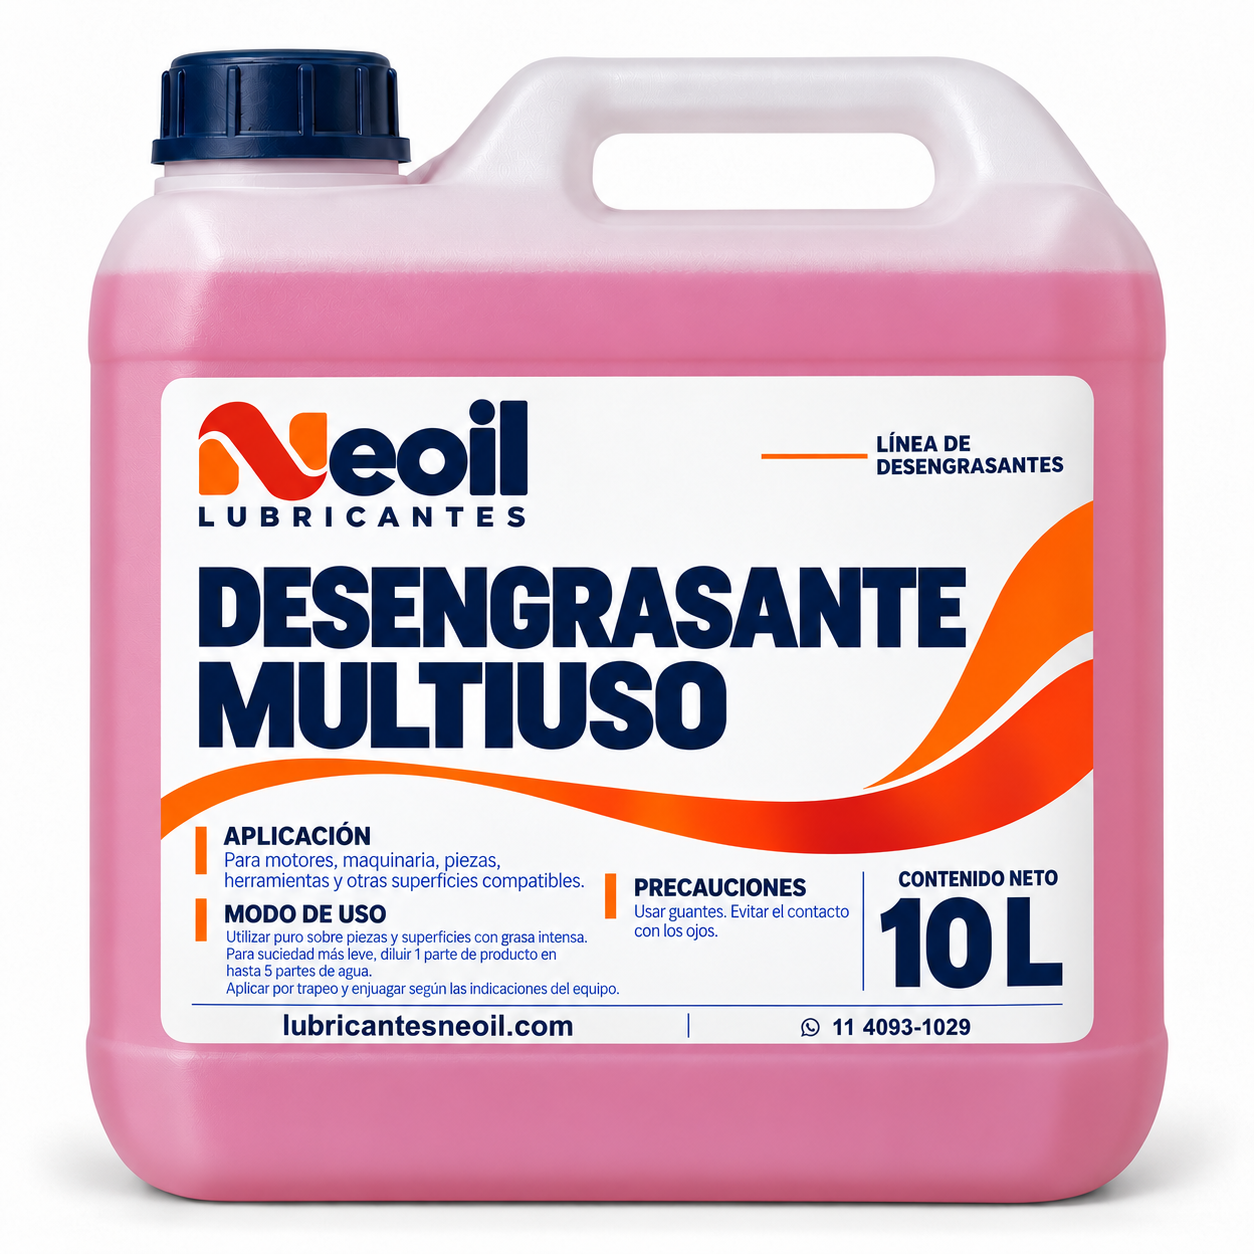 Neoil
LUBRICANTES
LÍNEA DE
DESENGRASANTES
DESENGRASANTE
MULTIUSO
APLICACIÓN
Para motores, maquinaria, piezas,
herramientas y otras superficies compatibles.
MODO DE USO
Utilizar puro sobre piezas y superficies con grasa intensa.
Para suciedad más leve, diluir 1 parte de producto en
hasta 5 partes de agua.
Aplicar por trapeo y enjuagar según las indicaciones del equipo.
PRECAUCIONES
Usar guantes. Evitar el contacto
con los ojos.
CONTENIDO NETO
10 L
lubricantesneoil.com
11 4093-1029